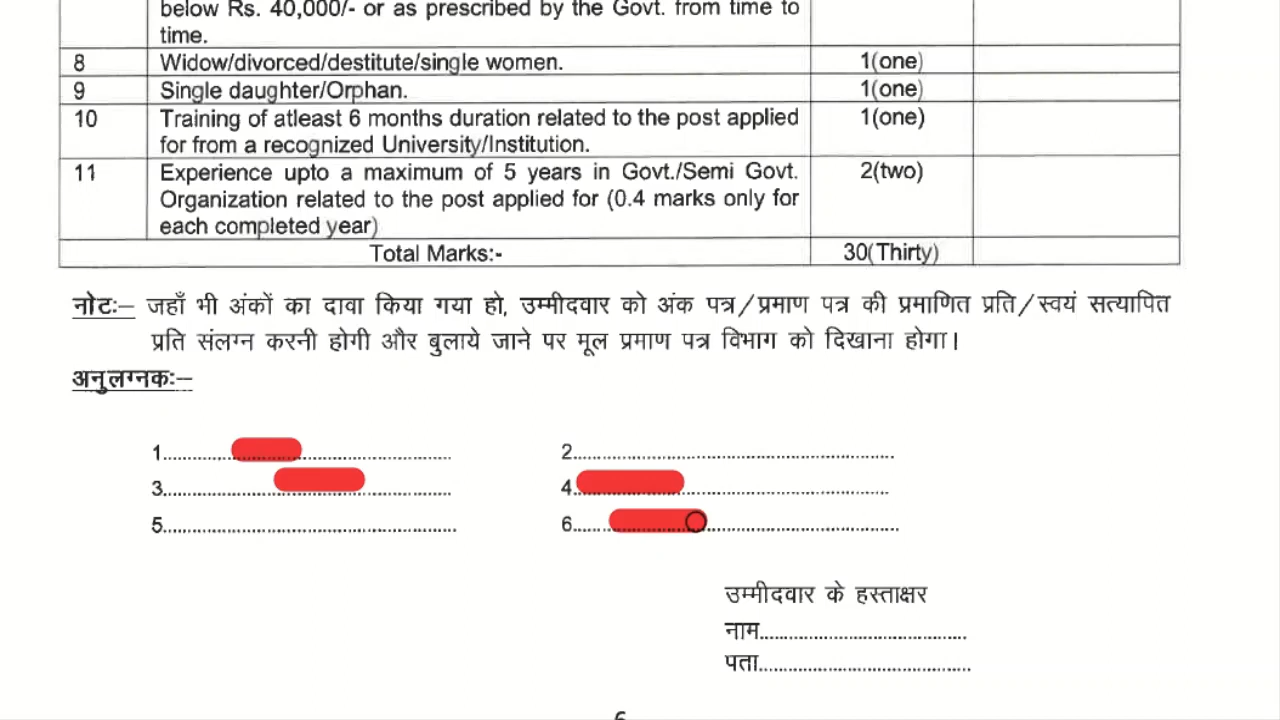 below Rs. 40,000/- or as prescribed by the Govt. from time to
time.
8 Widow/divorced/destitute/single women. 1(one)
9 Single daughter/Orphan. 1(one)
10 Training of atleast 6 months duration related to the post applied 1(one)
for from a recognized University/Institution.
11 Experience upto a maximum of 5 years in Govt./Semi Govt. 2(two)
Organization related to the post applied for (0.4 marks only for
each completed year)
Total Marks:- 30(Thirty)
नोटः– जहाँ भी अंकों का दावा किया गया हो, उम्मीदवार को अंक पत्र/प्रमाण पत्र की प्रमाणित प्रति/स्वयं सत्यापित
प्रति संलग्न करनी होगी और बुलाये जाने पर मूल प्रमाण पत्र विभाग को दिखाना होगा।
अनुलग्नकः–
1.................................................... 2..........................................................
3.................................................... 4.........................................................
5..................................................... 6...........................................................
उम्मीदवार के हस्ताक्षर
नाम.........................................
पता..........................................